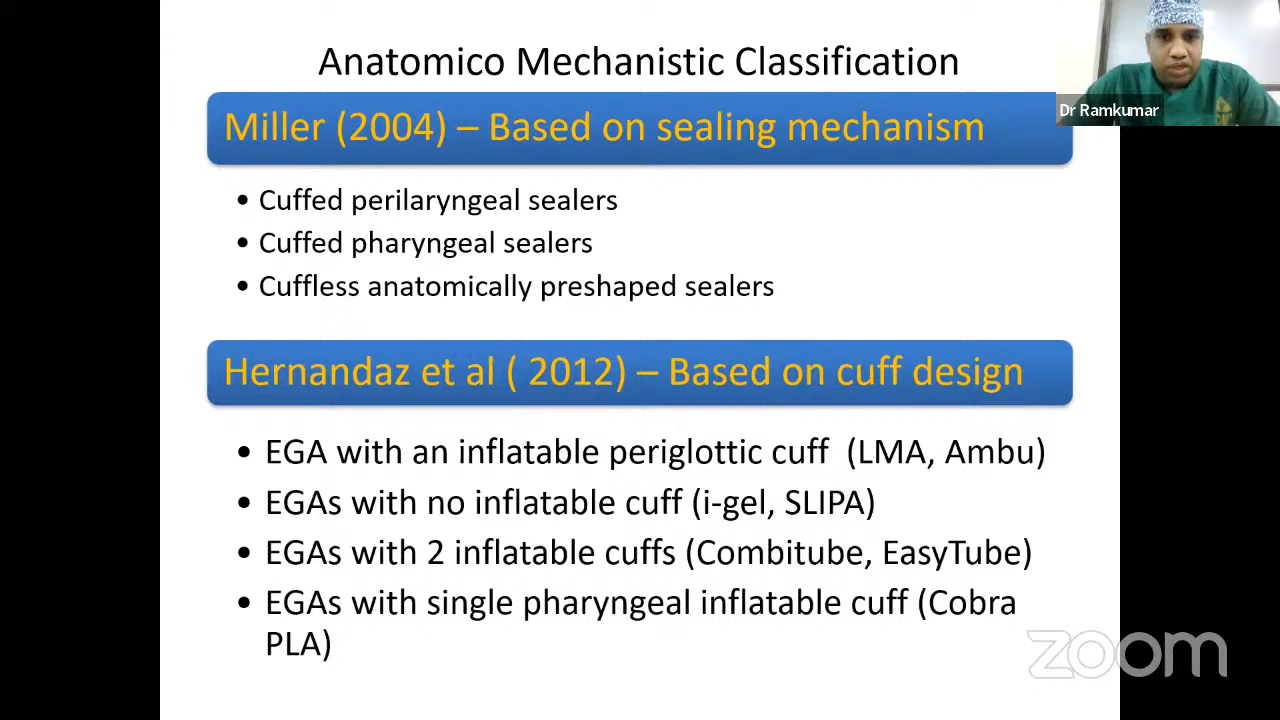 Anatomico Mechanistic Classification
Dr Ramkumar
Miller (2004) – Based on sealing mechanism
• Cuffed perilaryngeal sealers
• Cuffed pharyngeal sealers
• Cuffless anatomically preshaped sealers
Hernandaz et al ( 2012) – Based on cuff design
• EGA with an inflatable periglottic cuff (LMA, Ambu)
• EGAs with no inflatable cuff (i-gel, SLIPA)
• EGAs with 2 inflatable cuffs (Combitube, EasyTube)
• EGAs with single pharyngeal inflatable cuff (Cobra
PLA)
zoom